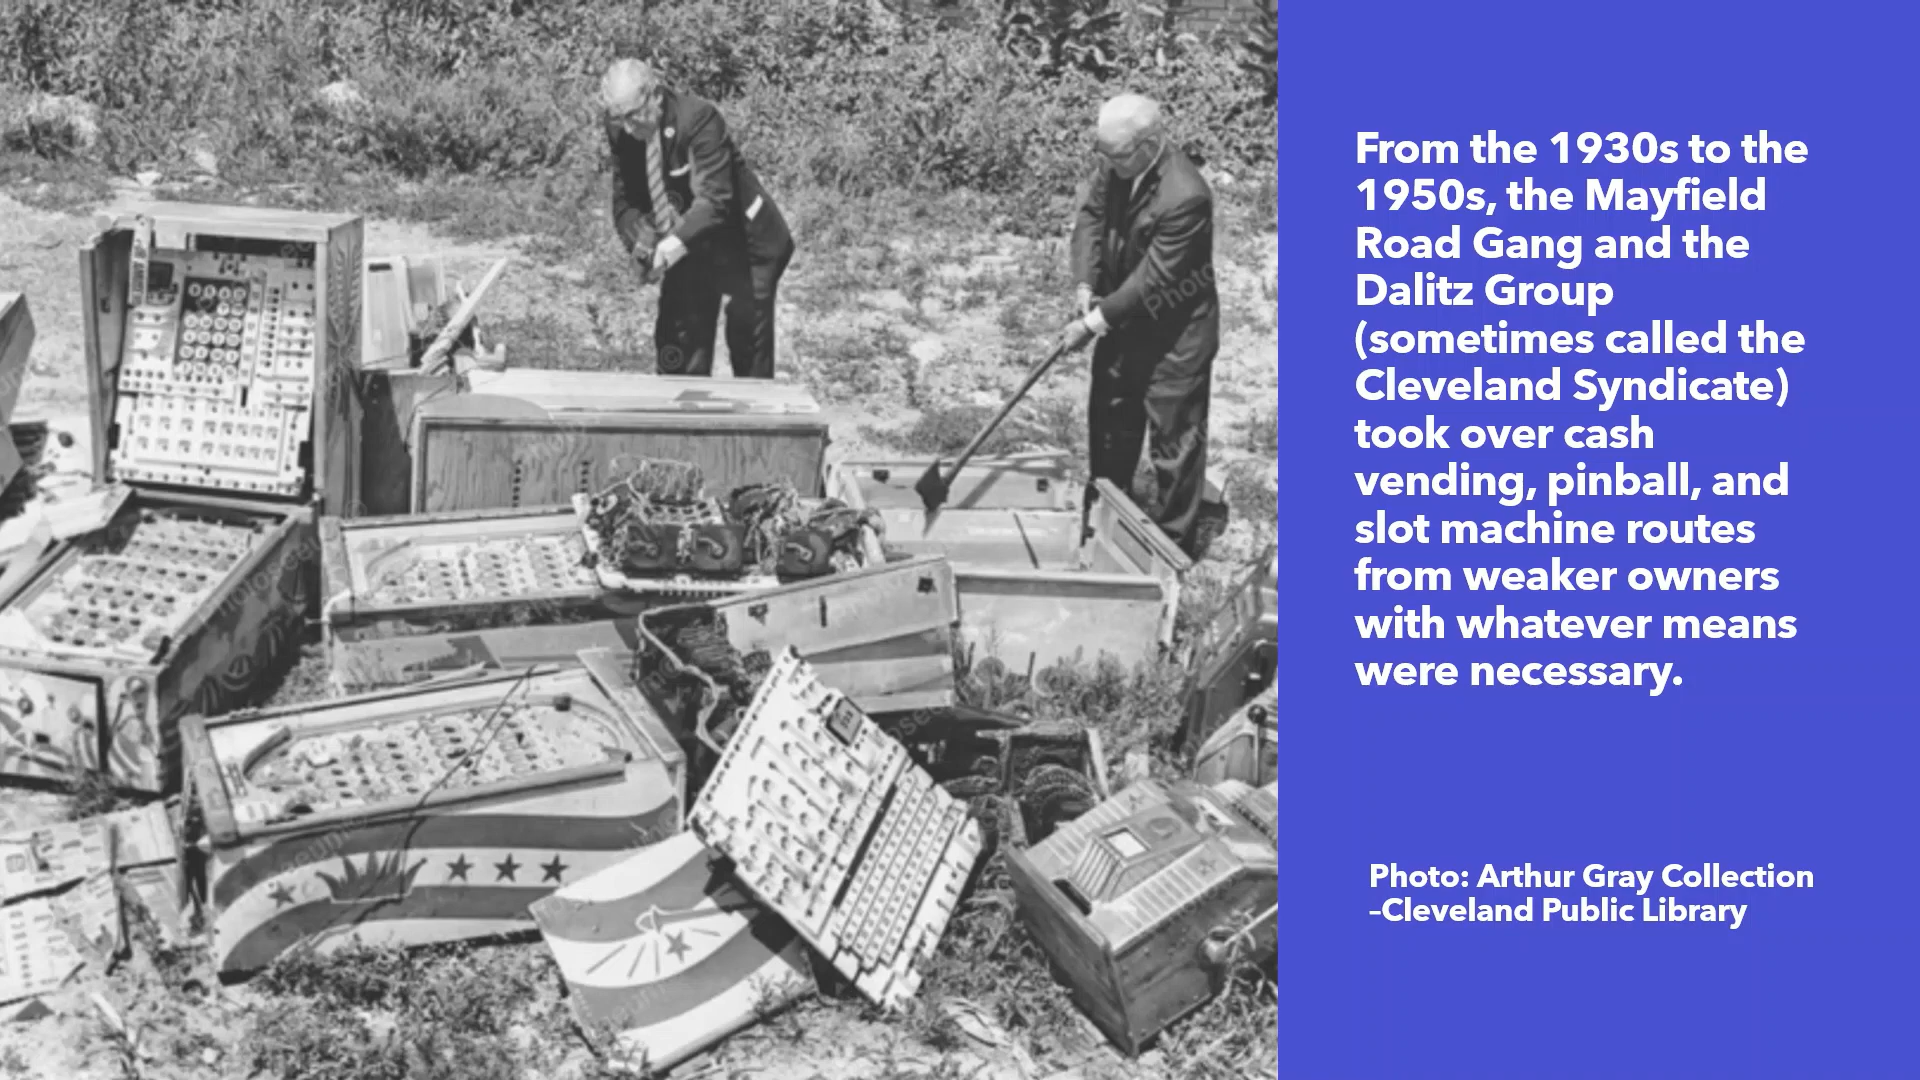 From the 1930s to the
1950s, the Mayfield
Road Gang and the
Dalitz Group
(sometimes called the
Cleveland Syndicate)
took over cash
vending, pinball, and
slot machine routes
from weaker owners
with whatever means
were necessary.
Photo: Arthur Gray Collection
–Cleveland Public Library